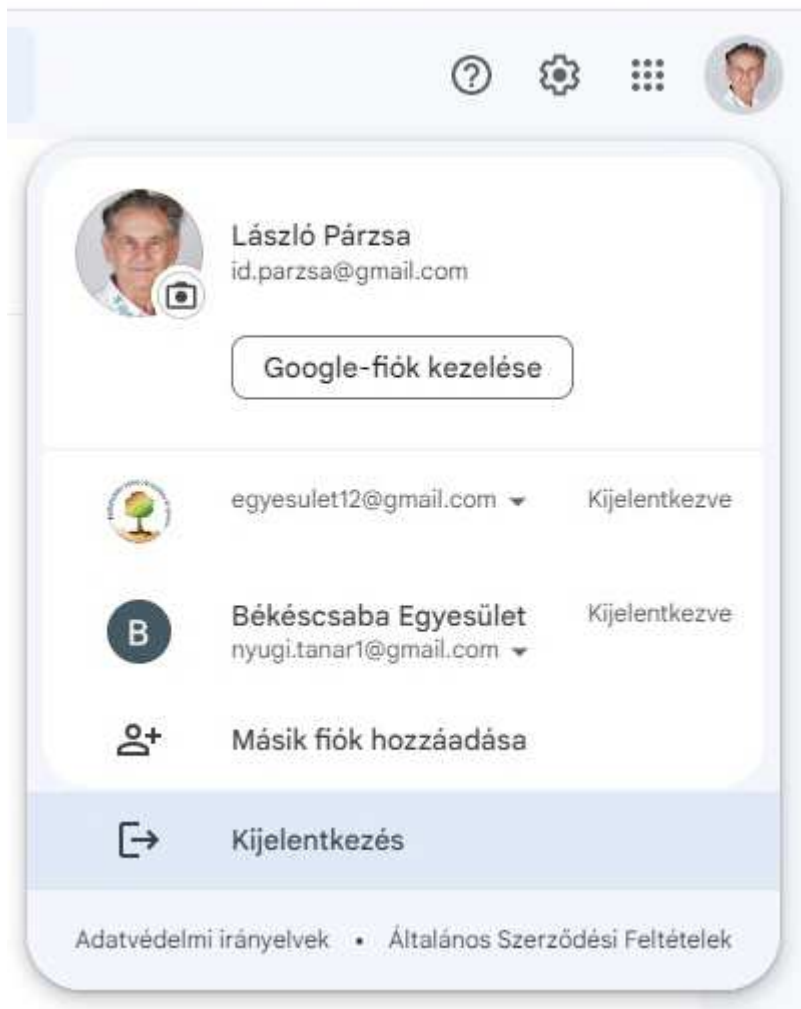 László Párzsa
id.parzsa@gmail.com
Google-fiók kezelése
egyesulet12@gmail.com Kijelentkezve
Békéscsaba Egyesület Kijelentkezve
nyugi.tanar1@gmail.com
B
Másik fiók hozzáadása
Kijelentkezés
Adatvédelmi irányelvek • Általános Szerződési Feltételek